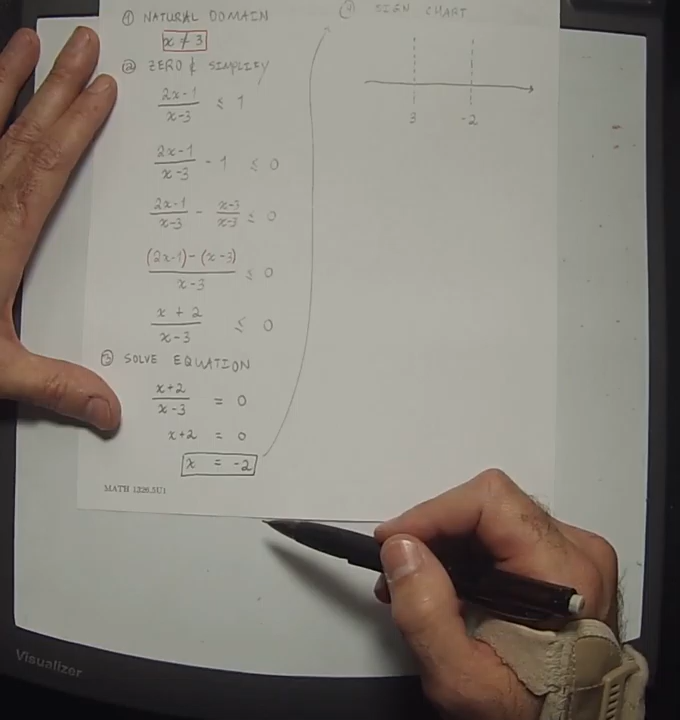 ① NATURAL DOMAIN
x ≠ 3
② ZERO & SIMPLIFY
(2x-1)/(x-3) ≤ 1
(2x-1)/(x-3) - 1 ≤ 0
(2x-1)/(x-3) - (x-3)/(x-3) ≤ 0
((2x-1)-(x-3))/(x-3) ≤ 0
(x+2)/(x-3) ≤ 0
③ SOLVE EQUATION
(x+2)/(x-3) = 0
x+2 = 0
x = -2
MATH 1226.5U1
④ SIGN CHART
3 -2
Visualizer